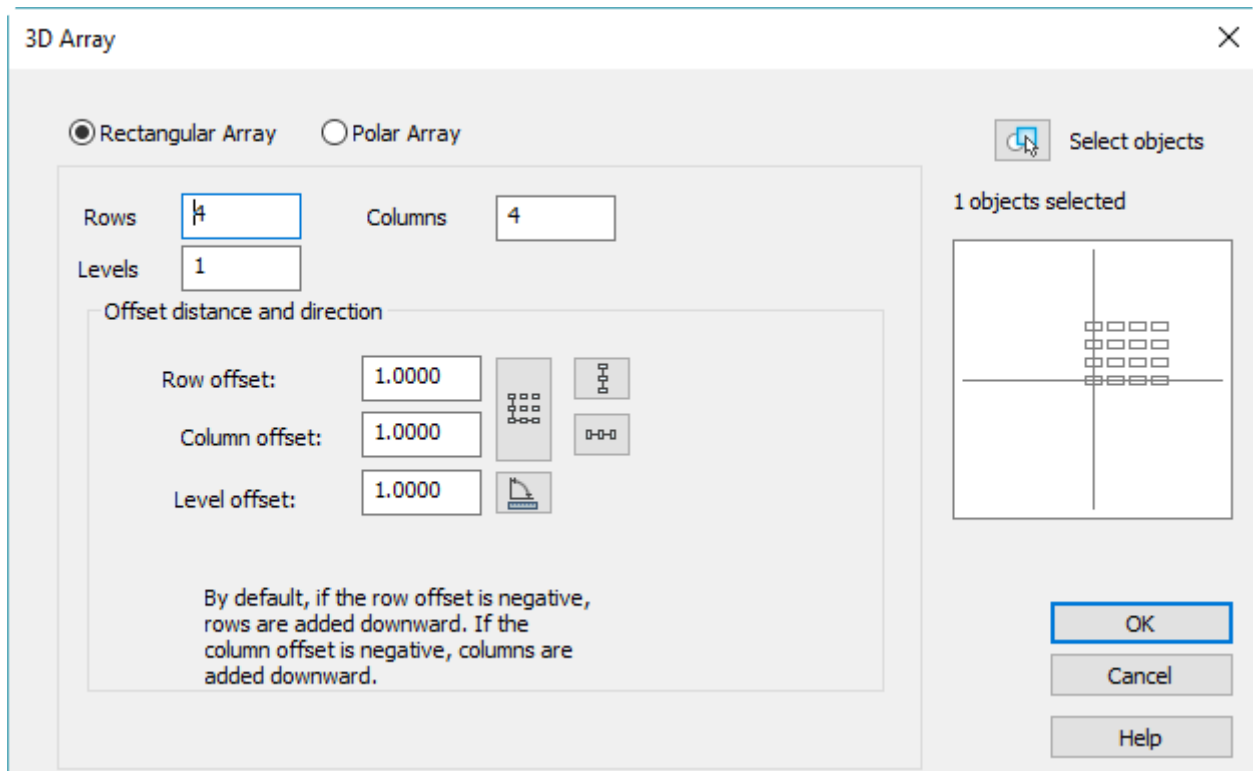 3D Array
Rectangular Array Polar Array
Select objects
1 objects selected
Rows 4 Columns 4
Levels 1
Offset distance and direction
Row offset: 1.0000
Column offset: 1.0000
Level offset: 1.0000
By default, if the row offset is negative,
rows are added downward. If the
column offset is negative, columns are
added downward.
OK
Cancel
Help